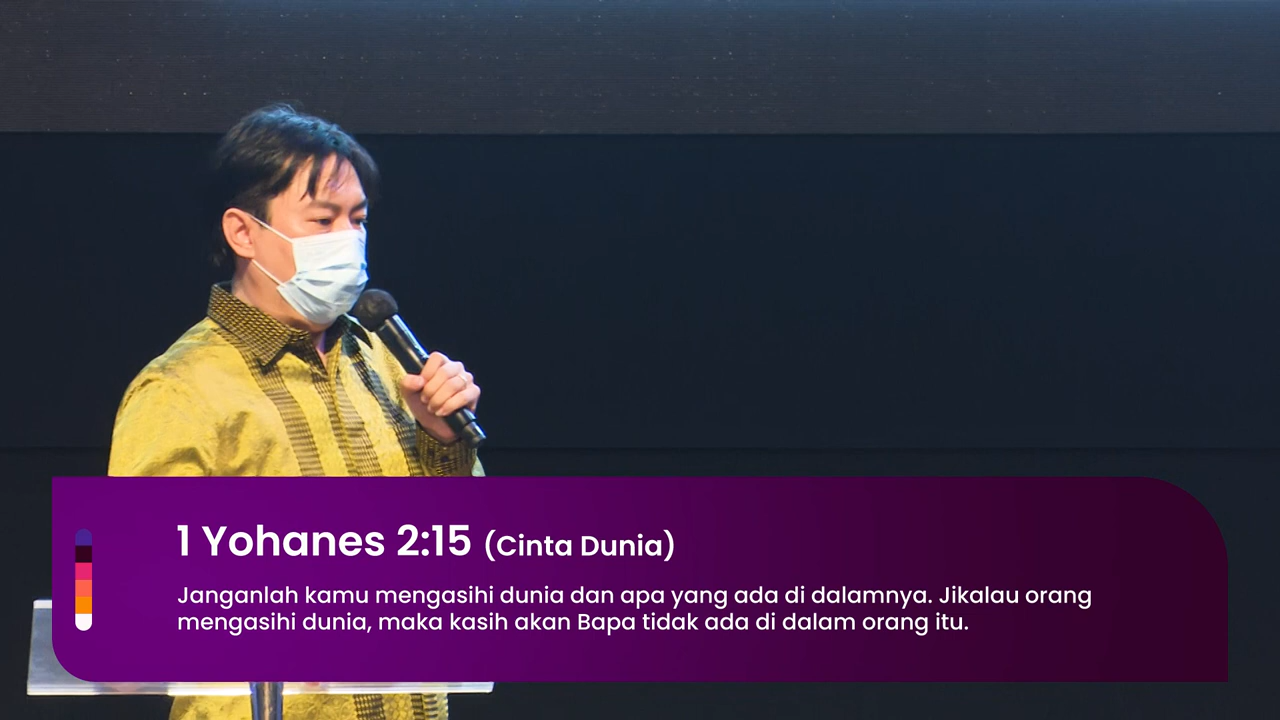 1 Yohanes 2:15 (Cinta Dunia)
Janganlah kamu mengasihi dunia dan apa yang ada di dalamnya. Jikalau orang
mengasihi dunia, maka kasih akan Bapa tidak ada di dalam orang itu.